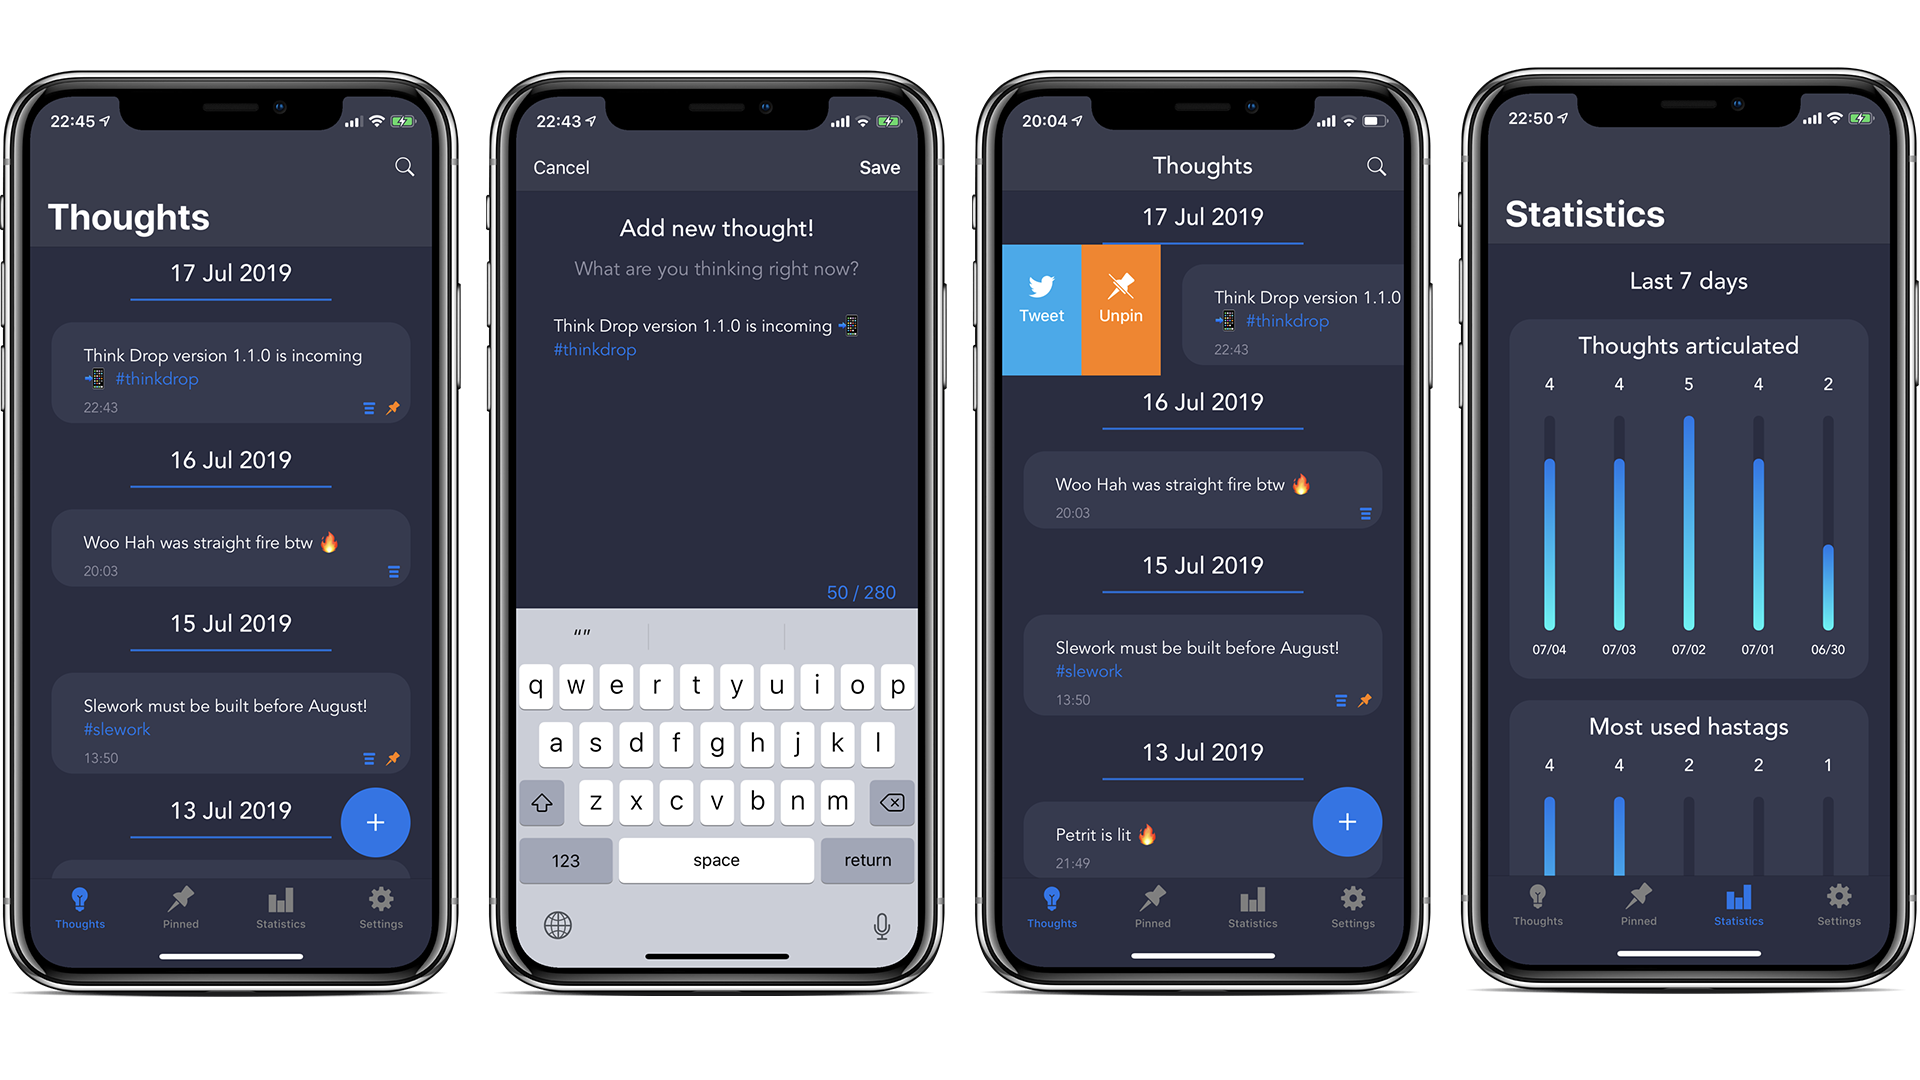 22:45
Thoughts
17 Jul 2019
Think Drop version 1.1.0 is incoming
📲 #thinkdrop
22:43
16 Jul 2019
Woo Hah was straight fire btw 🔥
20:03
15 Jul 2019
Slework must be built before August!
#slework
13:50
13 Jul 2019
+
Thoughts Pinned Statistics Settings
22:43
Cancel Save
Add new thought!
What are you thinking right now?
Think Drop version 1.1.0 is incoming 📲
#thinkdrop
50 / 280
“”
q w e r t y u i o p
a s d f g h j k l
z x c v b n m
123 space return
20:04
Thoughts
17 Jul 2019
Tweet Unpin
Think Drop version 1.1.0
📲 #thinkdrop
22:43
16 Jul 2019
Woo Hah was straight fire btw 🔥
20:03
15 Jul 2019
Slework must be built before August!
#slework
13:50
13 Jul 2019
Petrit is lit 🔥
21:49
+
Thoughts Pinned Statistics Settings
22:50
Statistics
Last 7 days
Thoughts articulated
4 4 5 4 2
07/04 07/03 07/02 07/01 06/30
Most used hastags
4 4 2 2 1
Thoughts Pinned Statistics Settings